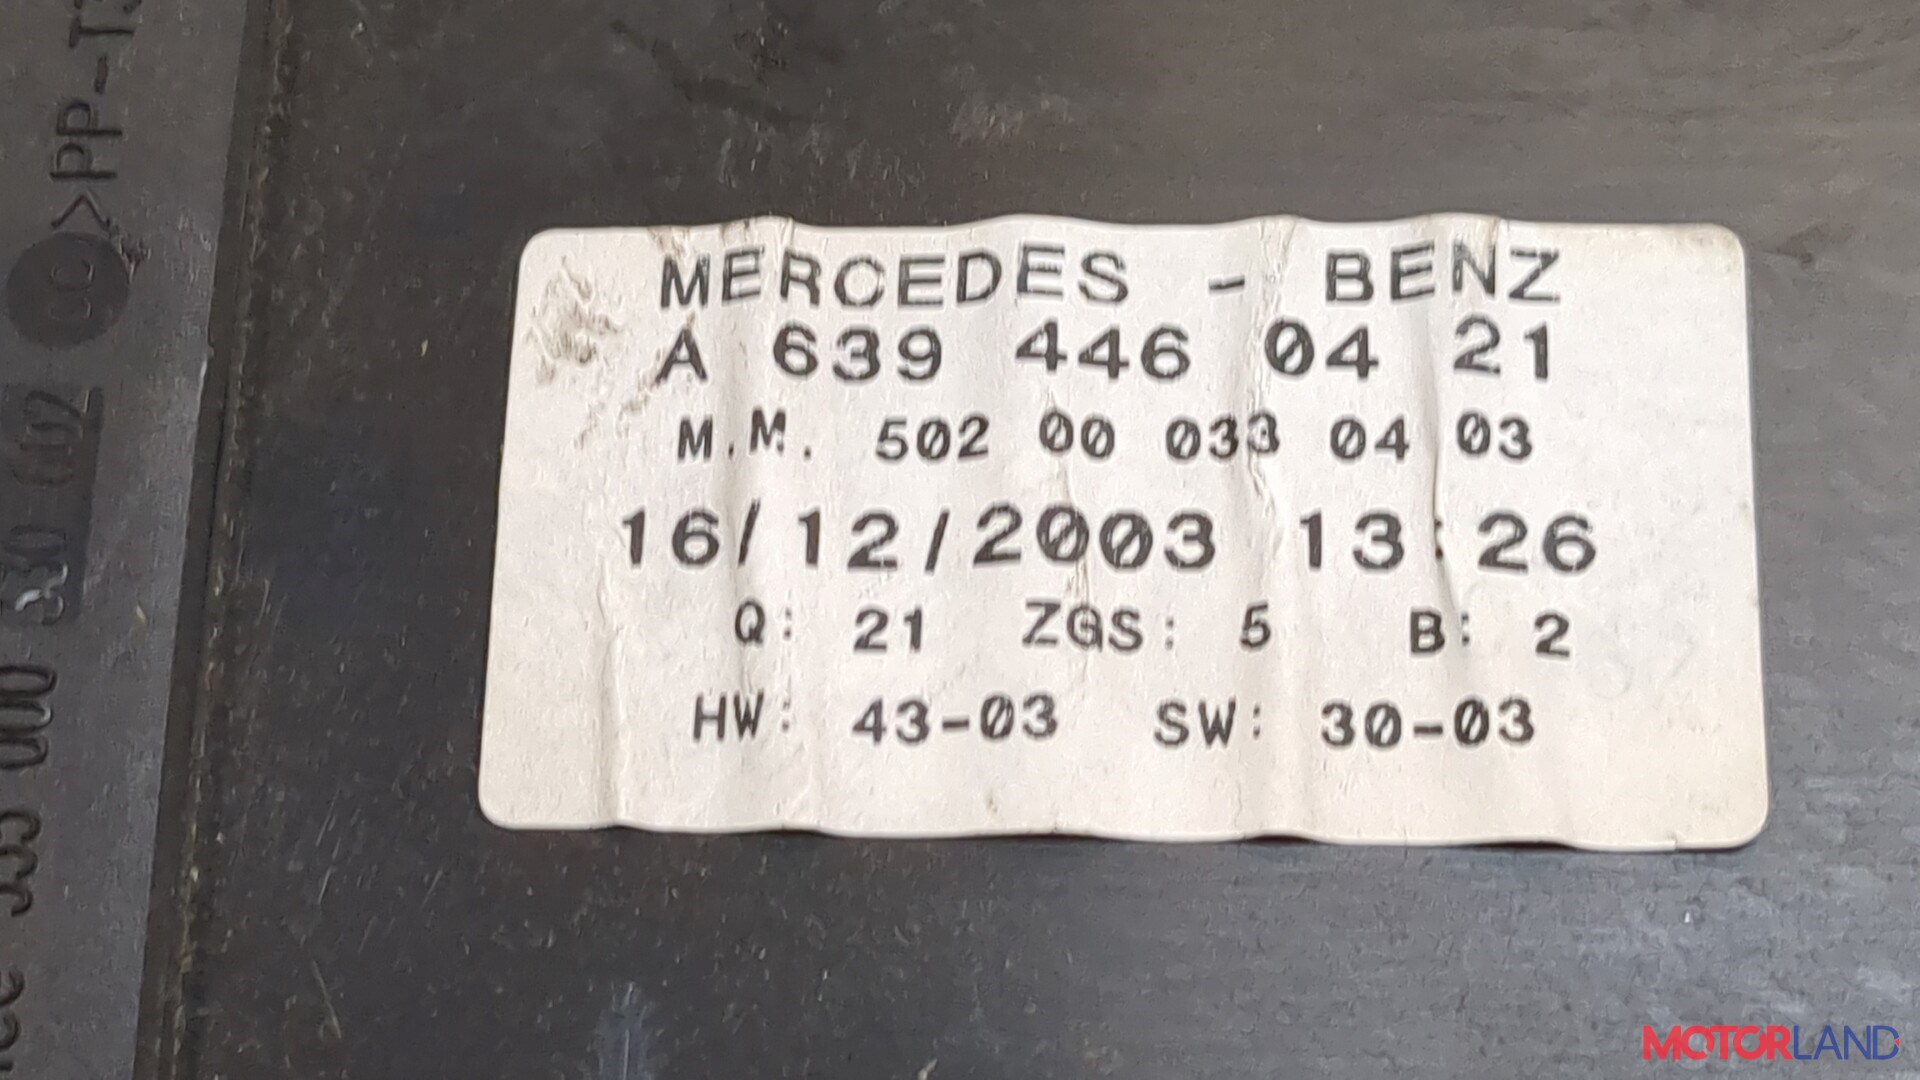 MERCEDES - BENZ
A 639 446 04 21
M.M. 502 00 033 04 03
16/12/2003 13:26
Q: 21 ZGS: 5 B: 2
HW: 43-03 SW: 30-03
>PP-T
MOTORLAND